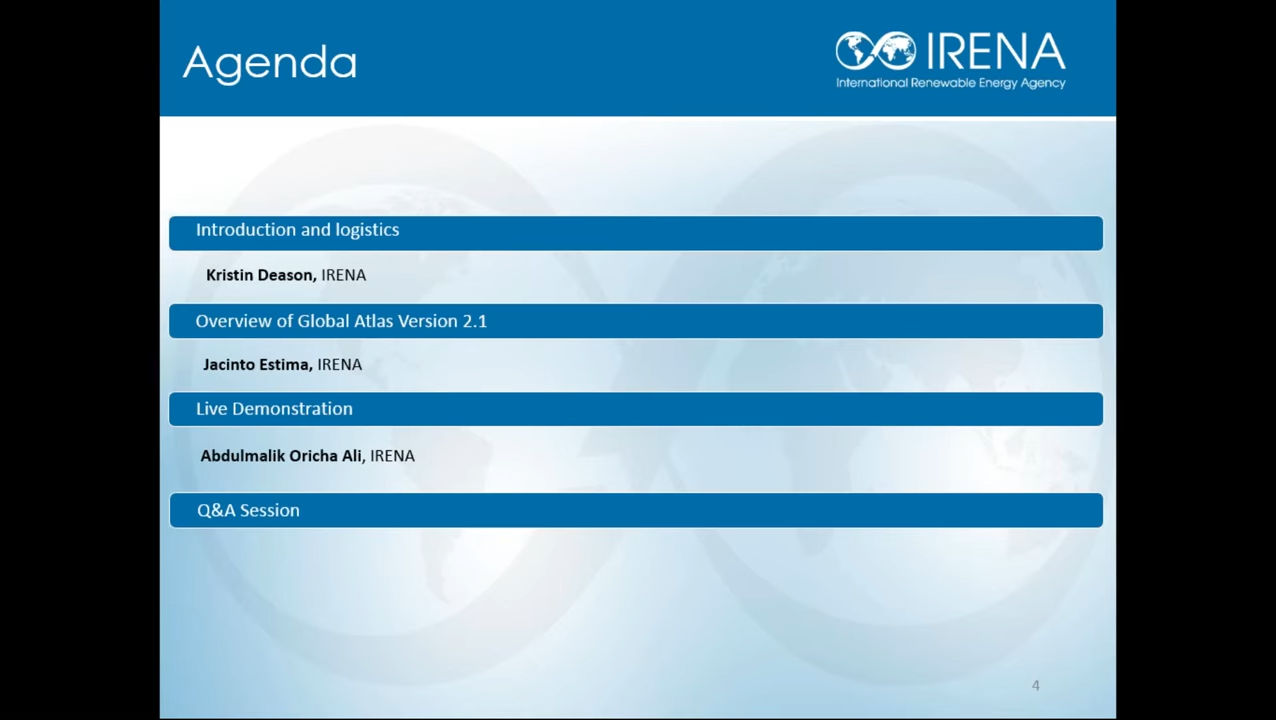 Agenda
IRENA
International Renewable Energy Agency
Introduction and logistics
Kristin Deason, IRENA
Overview of Global Atlas Version 2.1
Jacinto Estima, IRENA
Live Demonstration
Abdulmalik Oricha Ali, IRENA
Q&A Session
4